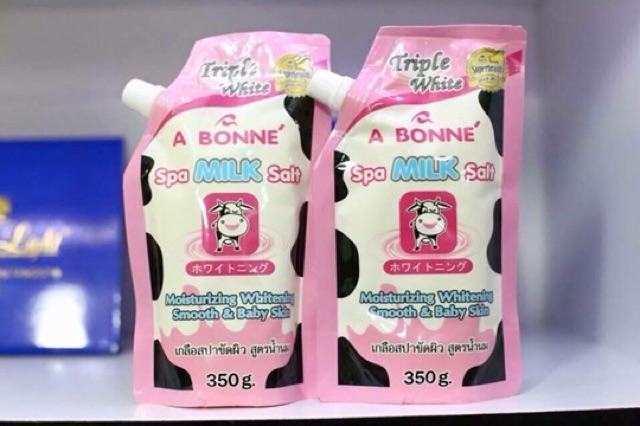 Triple
White
A BONNÉ
Spa MILK Salt
ホワイトニング
Moisturizing Whitening
Smooth & Baby Skin
เกลือสปาขัดผิว สูตรน้ำนม
350g.
Triple
White
A BONNÉ
Spa MILK Salt
ホワイトニング
Moisturizing Whitening
Smooth & Baby Skin
เกลือสปาขัดผิว สูตรน้ำนม
350g.
Light